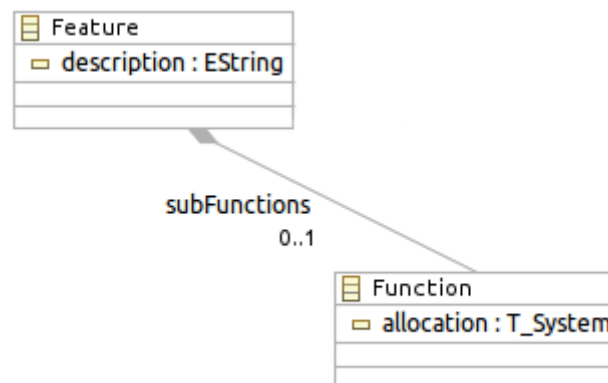 Feature
description : EString
subFunctions
0..1
Function
allocation : T_System